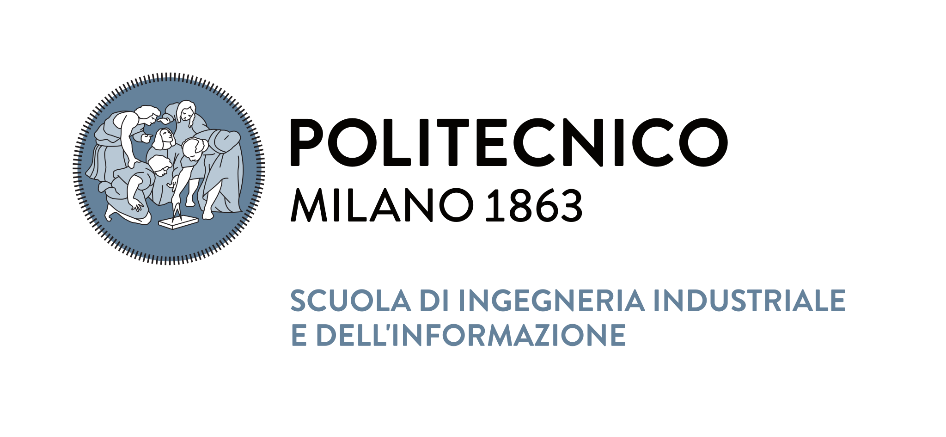 POLITECNICO
MILANO 1863
SCUOLA DI INGEGNERIA INDUSTRIALE
E DELL'INFORMAZIONE